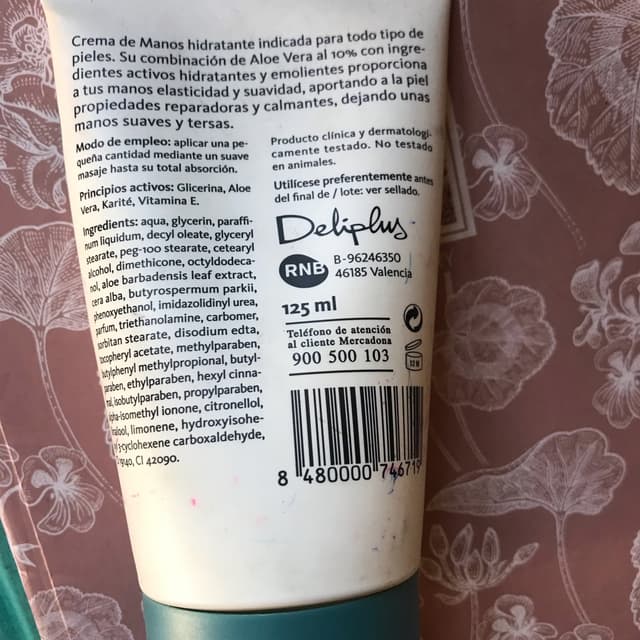 Crema de Manos hidratante indicada para todo tipo de
pieles. Su combinación de Aloe Vera al 10% con ingre-
dientes activos hidratantes y emolientes proporciona
a tus manos elasticidad y suavidad, aportando a la piel
propiedades reparadoras y calmantes, dejando unas
manos suaves y tersas.
Modo de empleo: aplicar una pe-
queña cantidad mediante un suave
masaje hasta su total absorción.
Principios activos: Glicerina, Aloe
Vera, Karité, Vitamina E.
Ingredients: aqua, glycerin, paraffi-
num liquidum, decyl oleate, glyceryl
stearate, peg-100 stearate, cetearyl
alcohol, dimethicone, octyldodeca-
nol, aloe barbadensis leaf extract,
cera alba, butyrospermum parkii,
phenoxyethanol, imidazolidinyl urea,
parfum, triethanolamine, carbomer,
sorbitan stearate, disodium edta,
tocopheryl acetate, methylparaben,
butylphenyl methylpropional, butyl-
paraben, ethylparaben, hexyl cinna-
mal, isobutylparaben, propylparaben,
alpha-isomethyl ionone, citronellol,
linalool, limonene, hydroxyisohe-
3-cyclohexene carboxaldehyde,
CI 42090.
Producto clínica y dermatologi-
camente testado. No testado
en animales.
Utilícese preferentemente antes
del final de / lote: ver sellado.
Deliplus
RNB
B-96246350
46185 Valencia
125 ml
Teléfono de atención
al cliente Mercadona
900 500 103
12 M
8 480000 746719